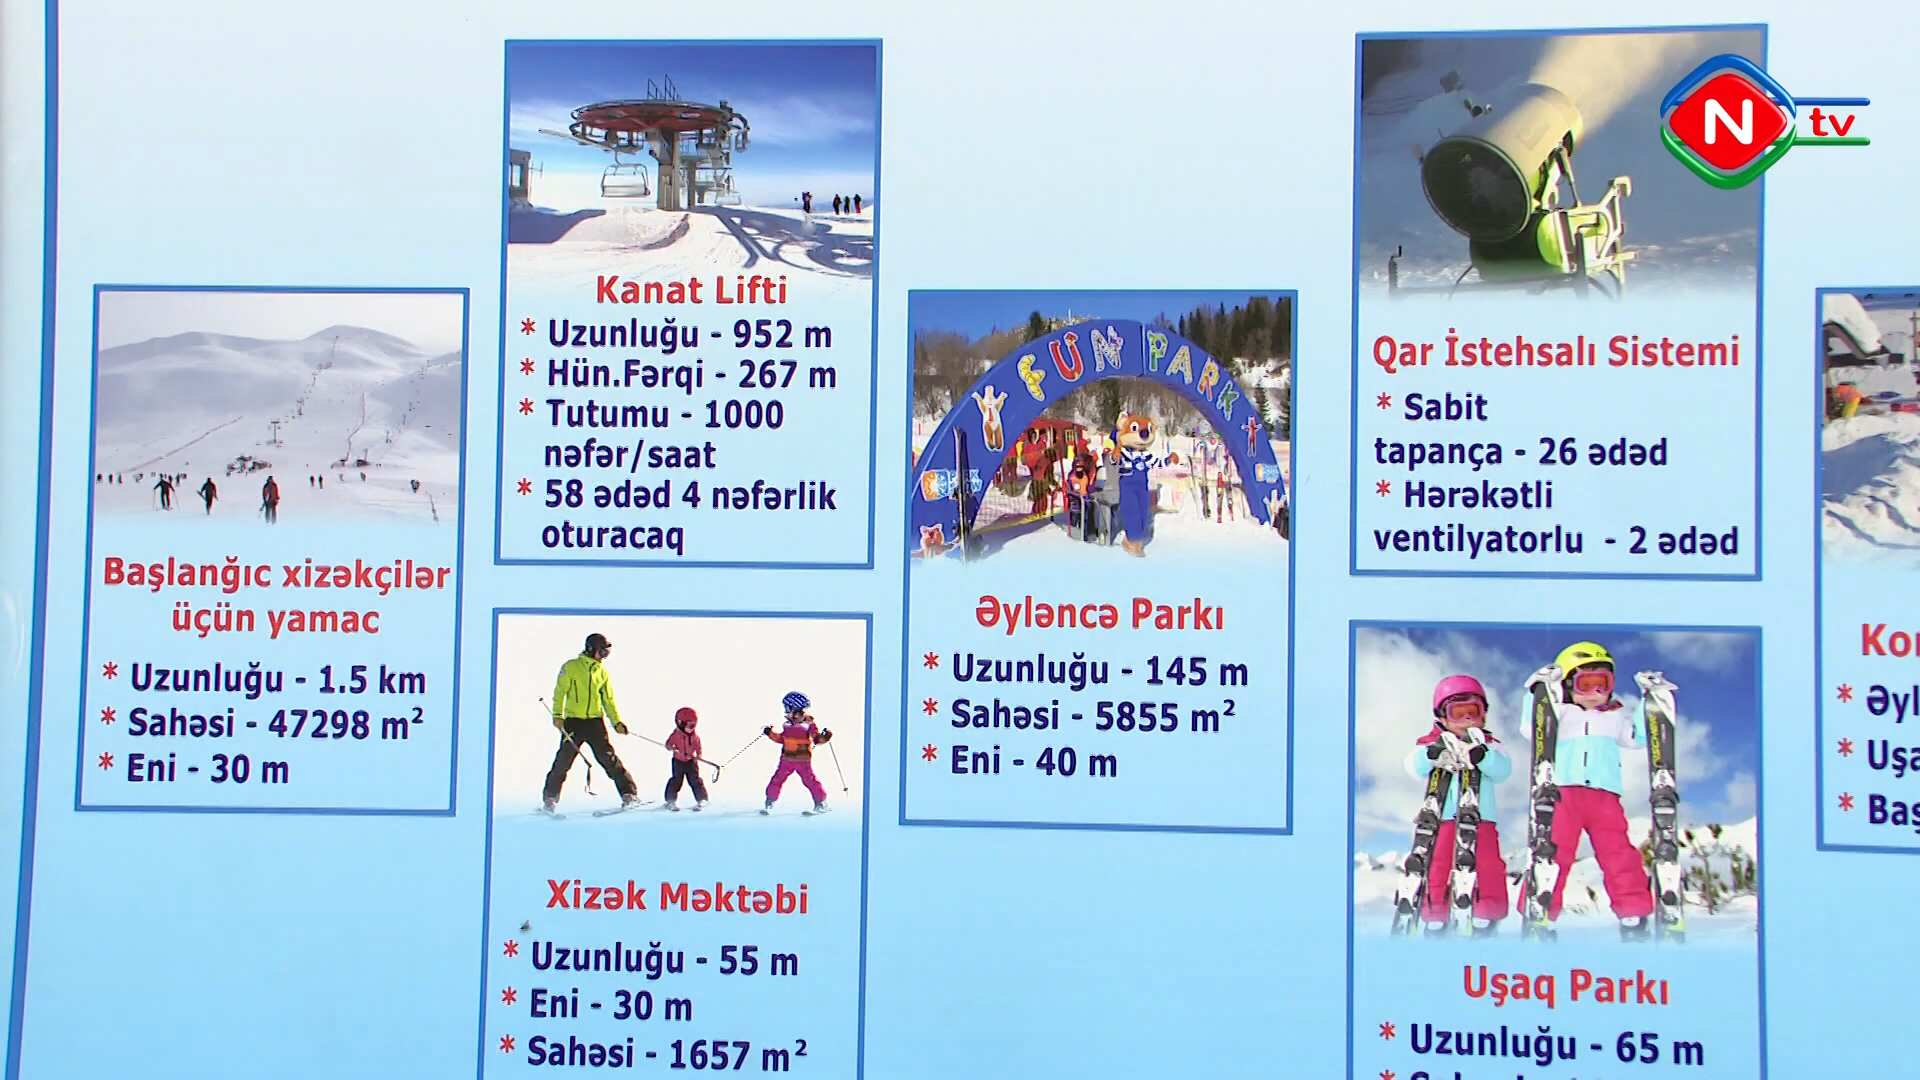 Başlanğıc xizəkçilər
üçün yamac
* Uzunluğu - 1.5 km
* Sahəsi - 47298 m²
* Eni - 30 m
Kanat Lifti
* Uzunluğu - 952 m
* Hün.Fərqi - 267 m
* Tutumu - 1000
nəfər/saat
* 58 ədəd 4 nəfərlik
oturacaq
Xizək Məktəbi
* Uzunluğu - 55 m
* Eni - 30 m
* Sahəsi - 1657 m²
FUN PARK
Əyləncə Parkı
* Uzunluğu - 145 m
* Sahəsi - 5855 m²
* Eni - 40 m
N tv
Qar İstehsalı Sistemi
* Sabit
tapança - 26 ədəd
* Hərəkətli
ventilyatorlu - 2 ədəd
FISCHER
FISCHER
Uşaq Parkı
* Uzunluğu - 65 m